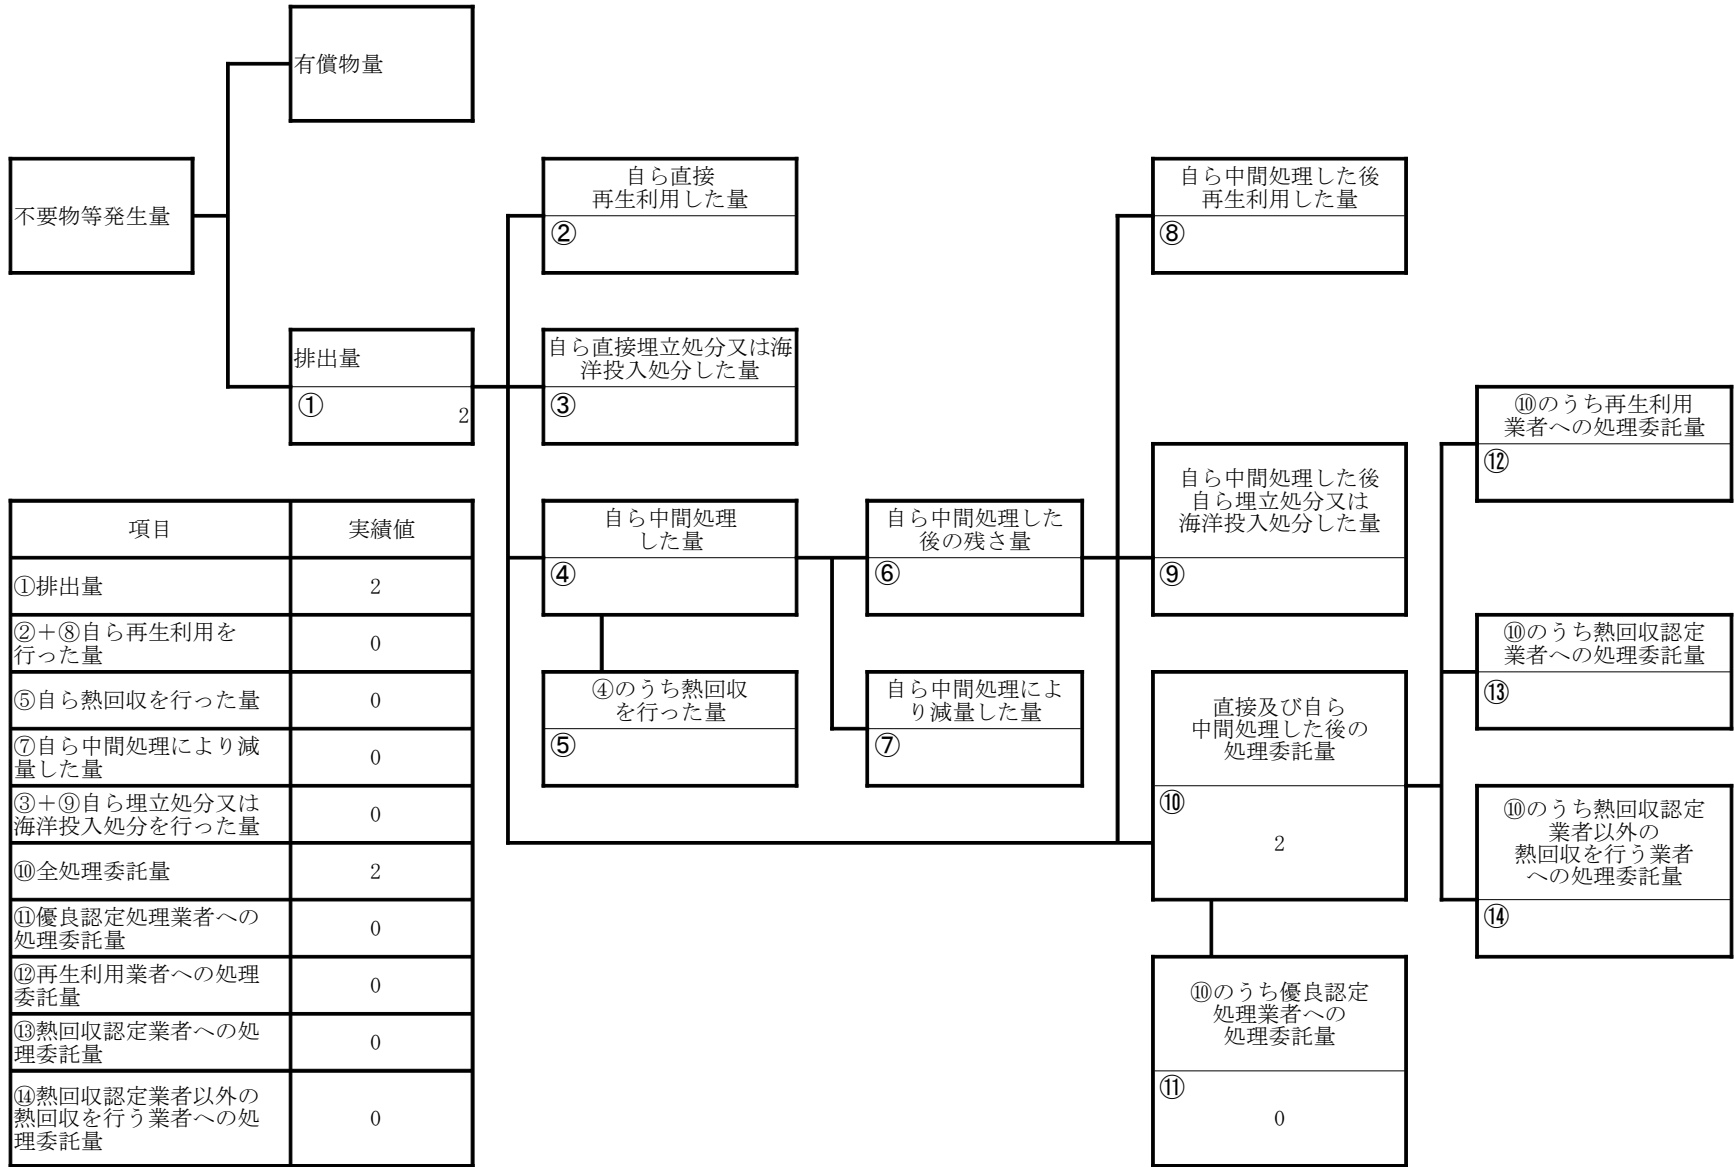 有償物量
不要物等発生量
自ら直接
再生利用した量
②
自ら中間処理した後
再生利用した量
⑧
排出量
①
2
自ら直接埋立処分又は海
洋投入処分した量
③
⑩のうち再生利用
業者への処理委託量
⑫
自ら中間処理
した量
④
自ら中間処理した
後の残さ量
⑥
自ら中間処理した後
自ら埋立処分又は
海洋投入処分した量
⑨
⑩のうち熱回収認定
業者への処理委託量
⑬
④のうち熱回収
を行った量
⑤
自ら中間処理によ
り減量した量
⑦
直接及び自ら
中間処理した後の
処理委託量
⑩
2
⑩のうち熱回収認定
業者以外の
熱回収を行う業者
への処理委託量
⑭
⑩のうち優良認定
処理業者への
処理委託量
⑪
0
項目 実績値
①排出量 2
②＋⑧自ら再生利用を
行った量 0
⑤自ら熱回収を行った量 0
⑦自ら中間処理により減
量した量 0
③＋⑨自ら埋立処分又は
海洋投入処分を行った量 0
⑩全処理委託量 2
⑪優良認定処理業者への
処理委託量 0
⑫再生利用業者への処理
委託量 0
⑬熱回収認定業者への処
理委託量 0
⑭熱回収認定業者以外の
熱回収を行う業者への処 0
理委託量